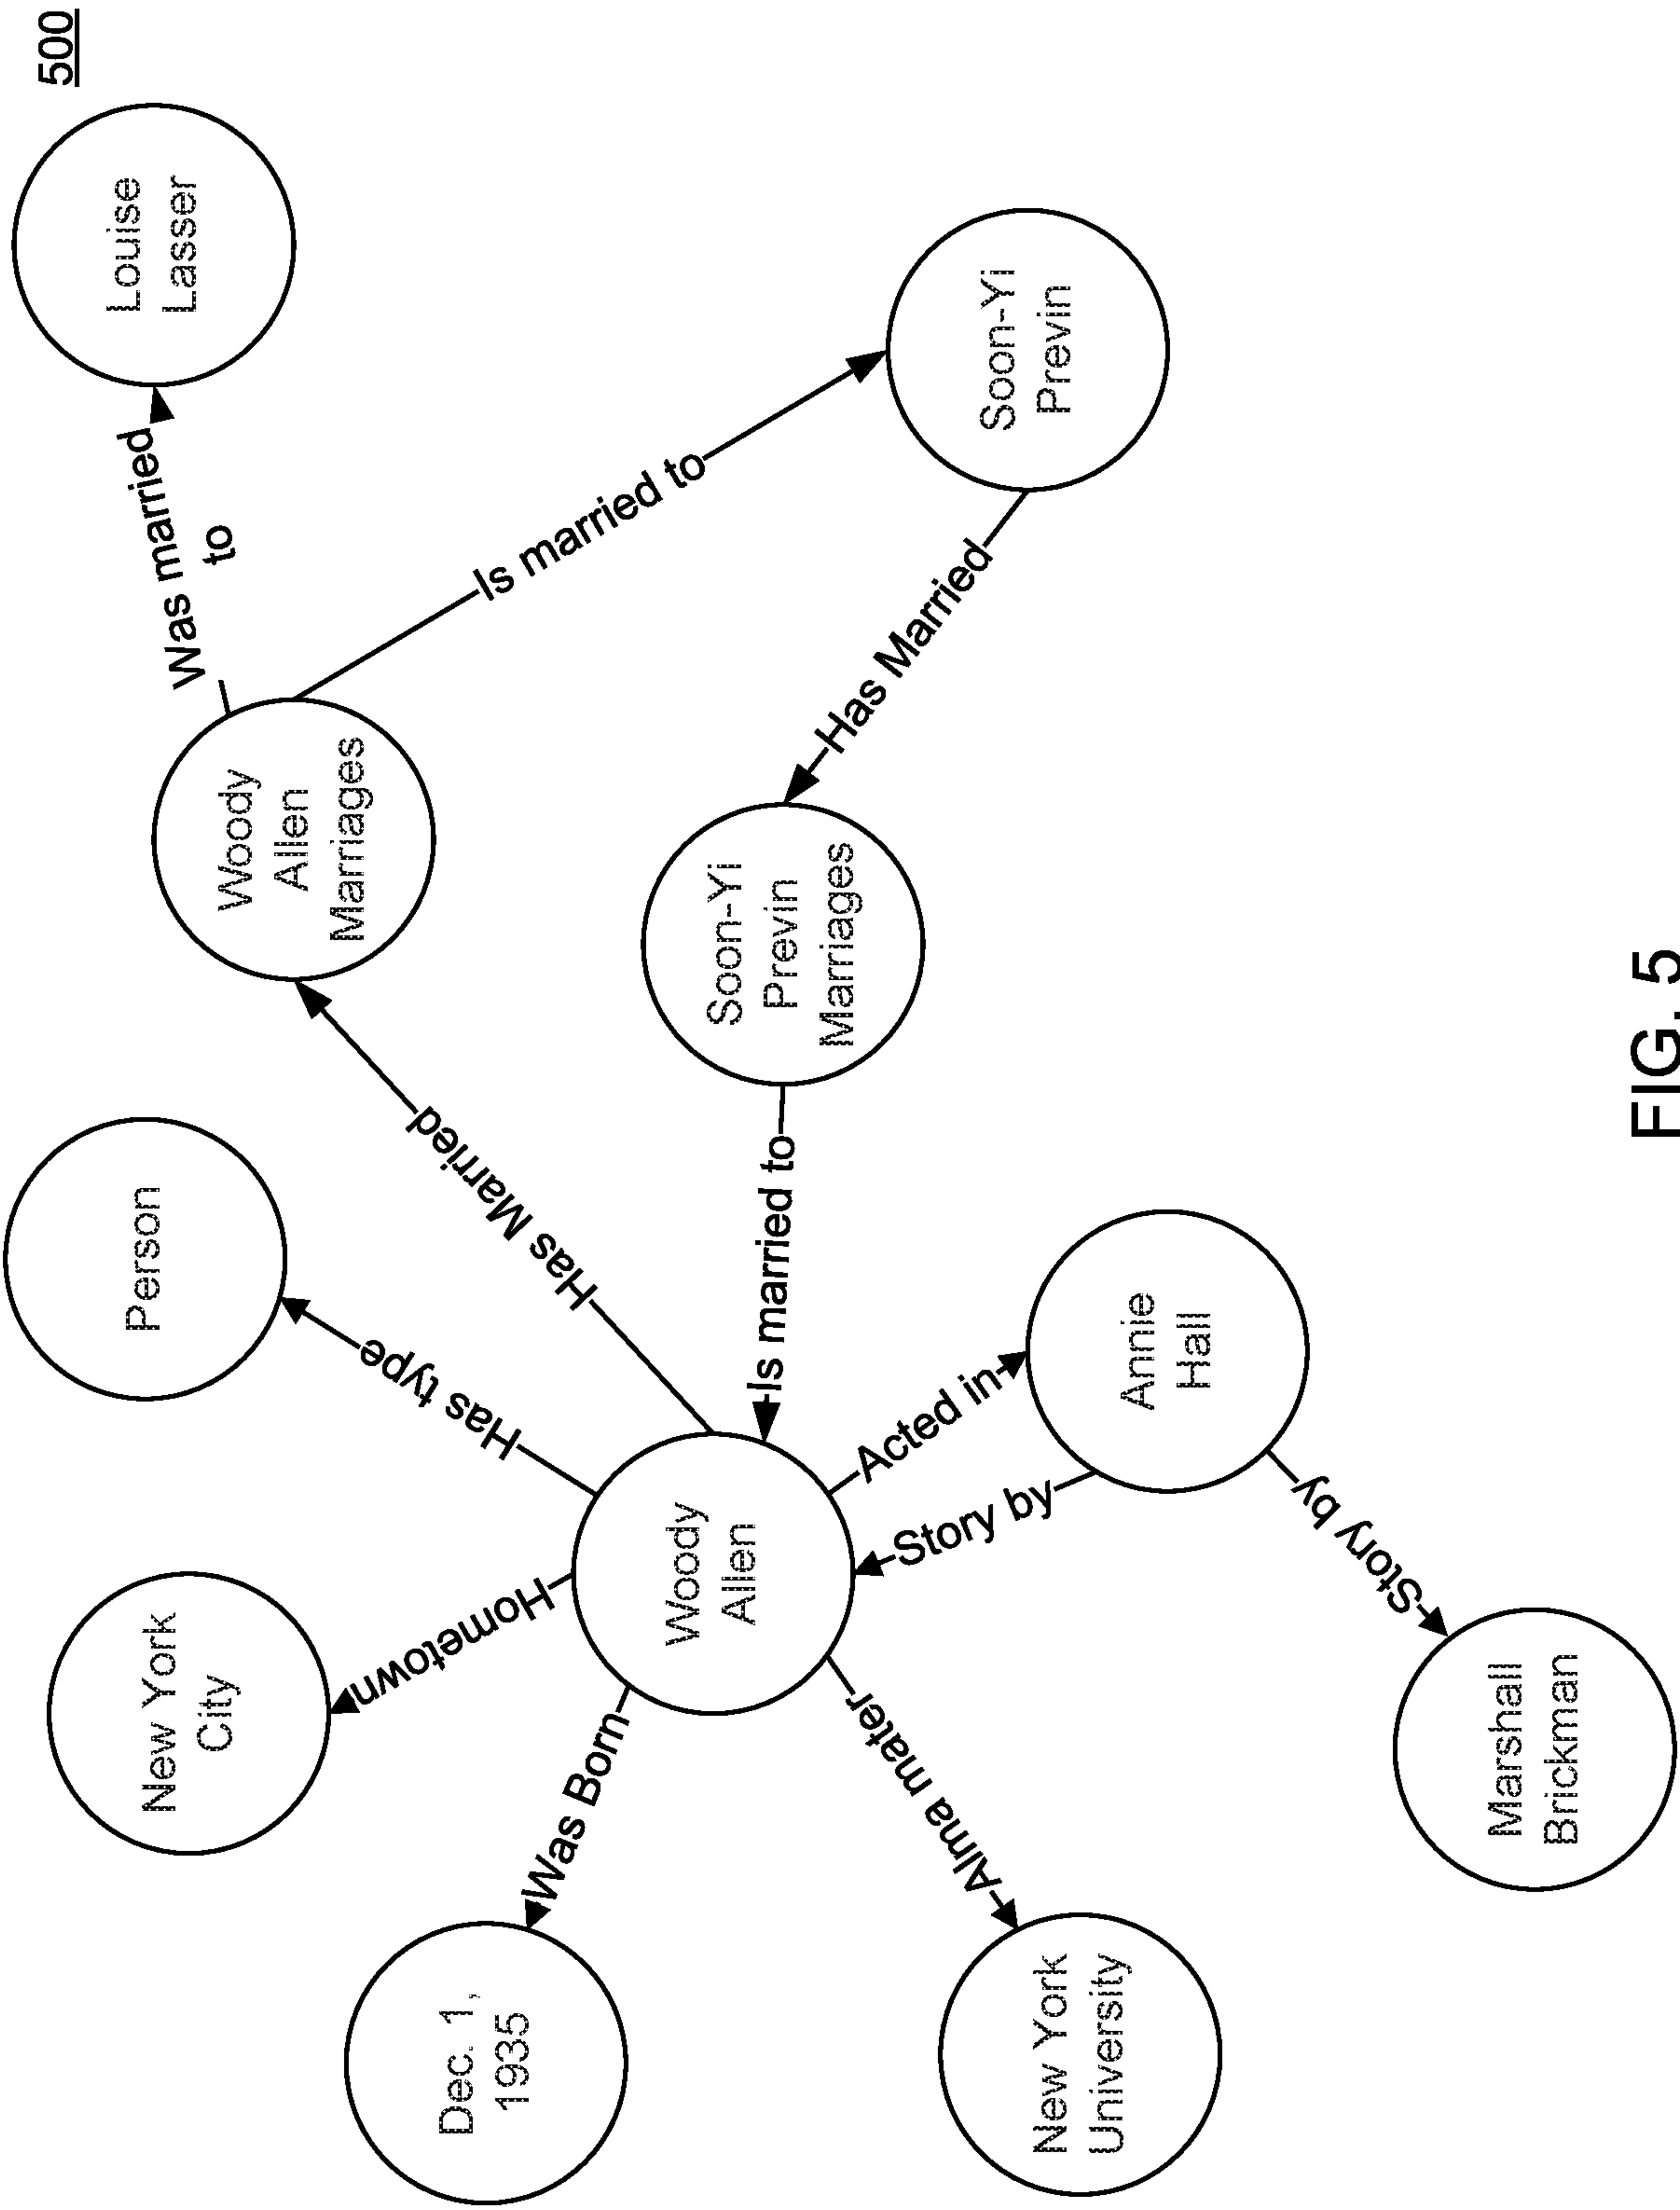 500
New York
City
Person
Louise
Lasser
Was married
to
Woody
Allen
Marriages
Hometown
Has type
Has Married
Is married to
Dec. 1,
1935
Was Born
Woody
Allen
Is married to
Soon-Yi
Previn
Marriages
Has Married
Soon-Yi
Previn
Alma mater
Story by
Acted in
New York
University
Annie
Hall
Story by
Marshall
Brickman
FIG. 5